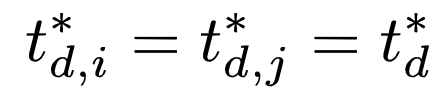 $t^*_{d,i} = t^*_{d,j} = t^*_d$